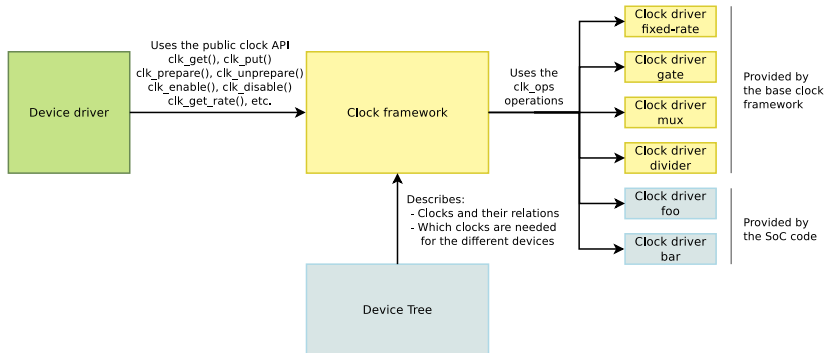 Device driver
Uses the public clock API
clk_get(), clk_put()
clk_prepare(), clk_unprepare()
clk_enable(), clk_disable()
clk_get_rate(), etc.
Clock framework
Uses the
clk_ops
operations
Clock driver
fixed-rate
Clock driver
gate
Clock driver
mux
Clock driver
divider
Clock driver
foo
Clock driver
bar
Provided by
the base clock
framework
Provided by
the SoC code
Describes:
- Clocks and their relations
- Which clocks are needed
for the different devices
Device Tree